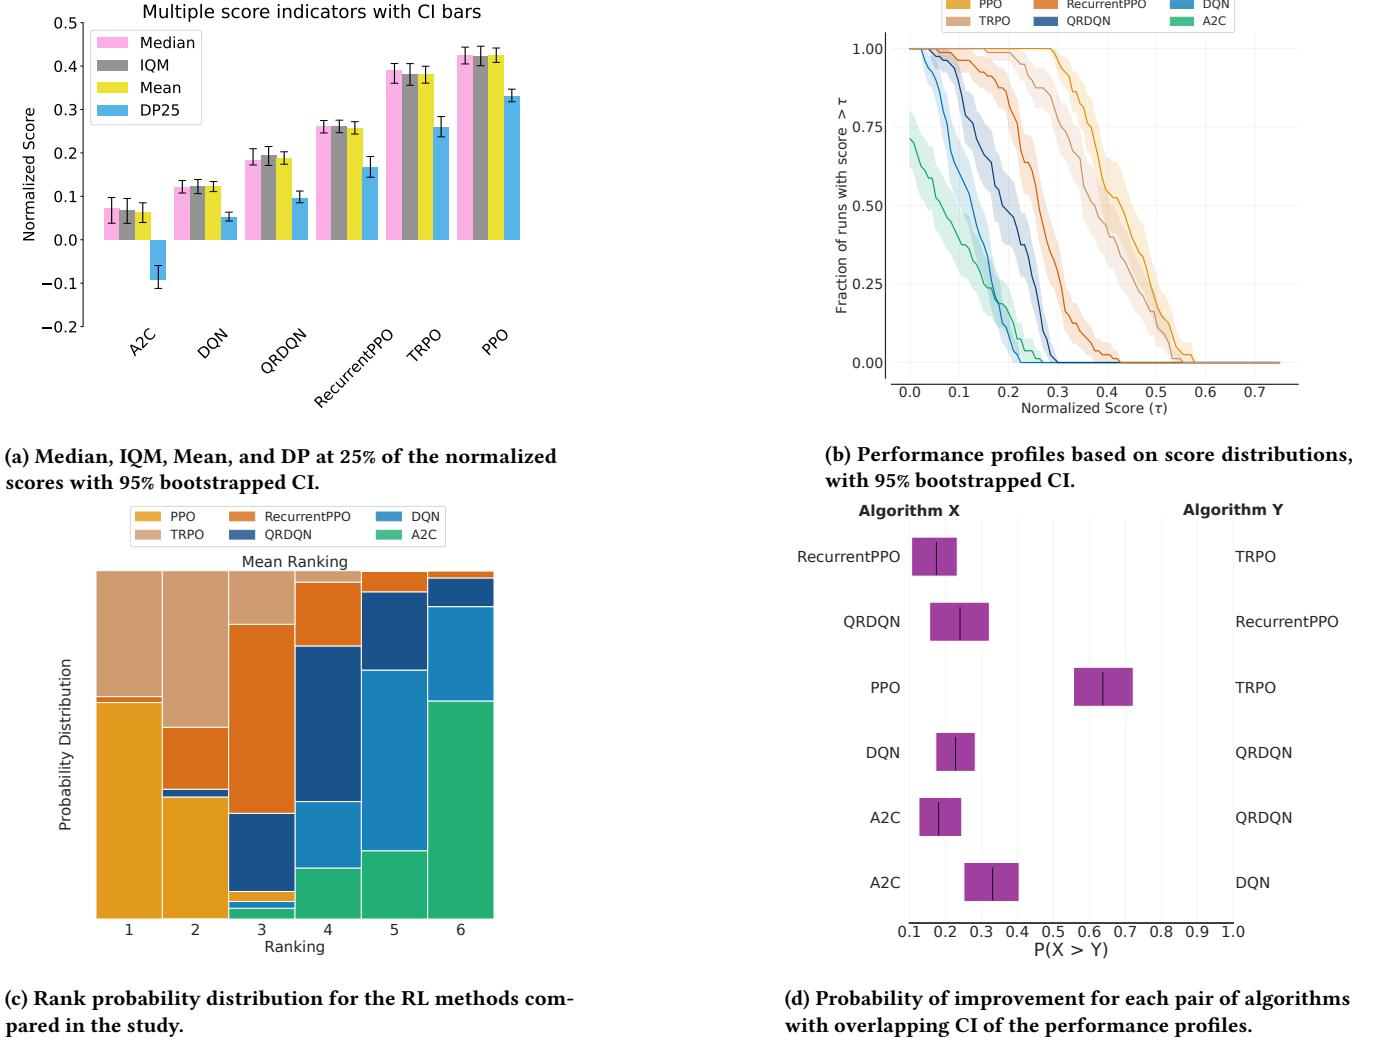 Multiple score indicators with CI bars
0.5
0.4
0.3
0.2
0.1
0.0
−0.1
−0.2
Normalized Score
Median
IQM
Mean
DP25
A2C
DQN
QRDQN
RecurrentPPO
TRPO
PPO
(a) Median, IQM, Mean, and DP at 25% of the normalized
scores with 95% bootstrapped CI.
PPO RecurrentPPO DQN
TRPO QRDQN A2C
1.00
0.75
0.50
0.25
0.00
Fraction of runs with score > τ
0.0 0.1 0.2 0.3 0.4 0.5 0.6 0.7
Normalized Score (τ)
(b) Performance profiles based on score distributions,
with 95% bootstrapped CI.
PPO RecurrentPPO DQN
TRPO QRDQN A2C
Mean Ranking
Probability Distribution
1 2 3 4 5 6
Ranking
(c) Rank probability distribution for the RL methods com-
pared in the study.
Algorithm X Algorithm Y
RecurrentPPO TRPO
QRDQN RecurrentPPO
PPO TRPO
DQN QRDQN
A2C QRDQN
A2C DQN
0.1 0.2 0.3 0.4 0.5 0.6 0.7 0.8 0.9 1.0
P(X > Y)
(d) Probability of improvement for each pair of algorithms
with overlapping CI of the performance profiles.